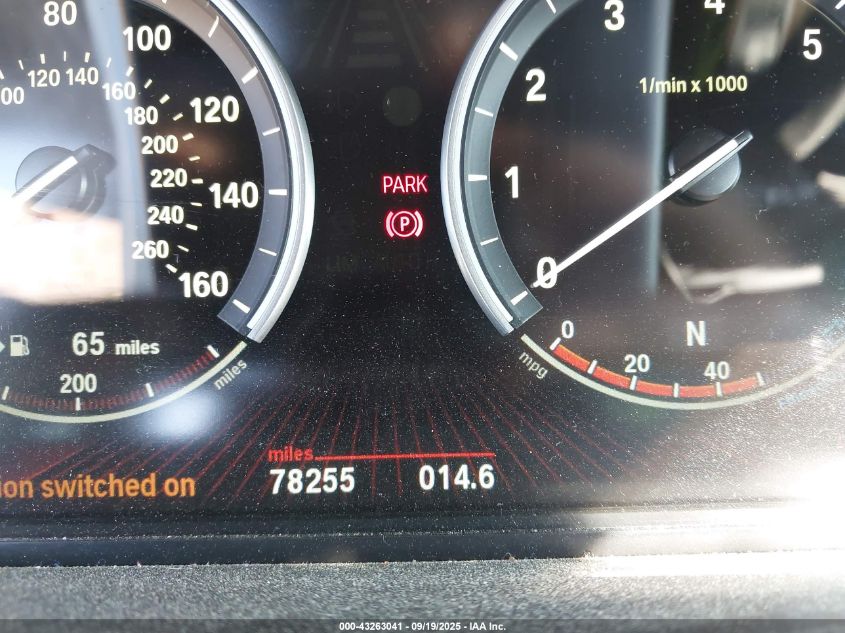 80
100
120
140
160
00 120 140 160 180 200 220 240 260
65 miles
200
miles
PARK
P
0 1 2 3 4 5
1/min x 1000
N
0 20 40
mpg
miles
78255 014.6
ion switched on
000-43263041 - 09/19/2025 - IAA Inc.